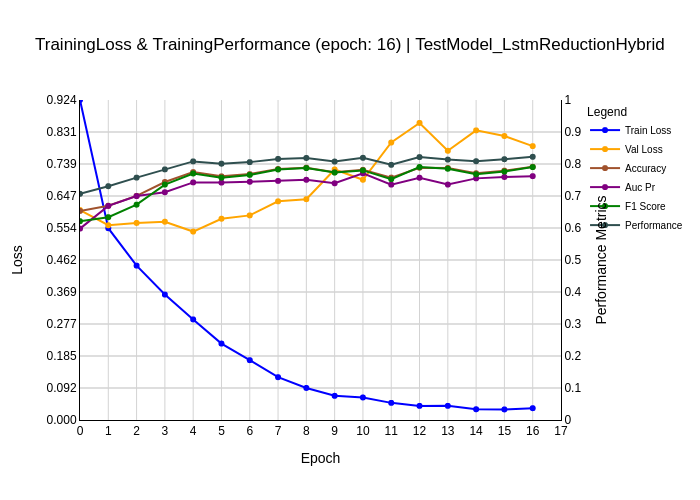 TrainingLoss & TrainingPerformance (epoch: 16) | TestModel_LstmReductionHybrid
0.924
0.831
0.739
0.647
0.554
0.462
0.369
0.277
0.185
0.092
0.000
Loss
0 1 2 3 4 5 6 7 8 9 10 11 12 13 14 15 16 17
Epoch
1
0.9
0.8
0.7
0.6
0.5
0.4
0.3
0.2
0.1
0
Performance Metrics
Legend
Train Loss
Val Loss
Accuracy
Auc Pr
F1 Score
Performance